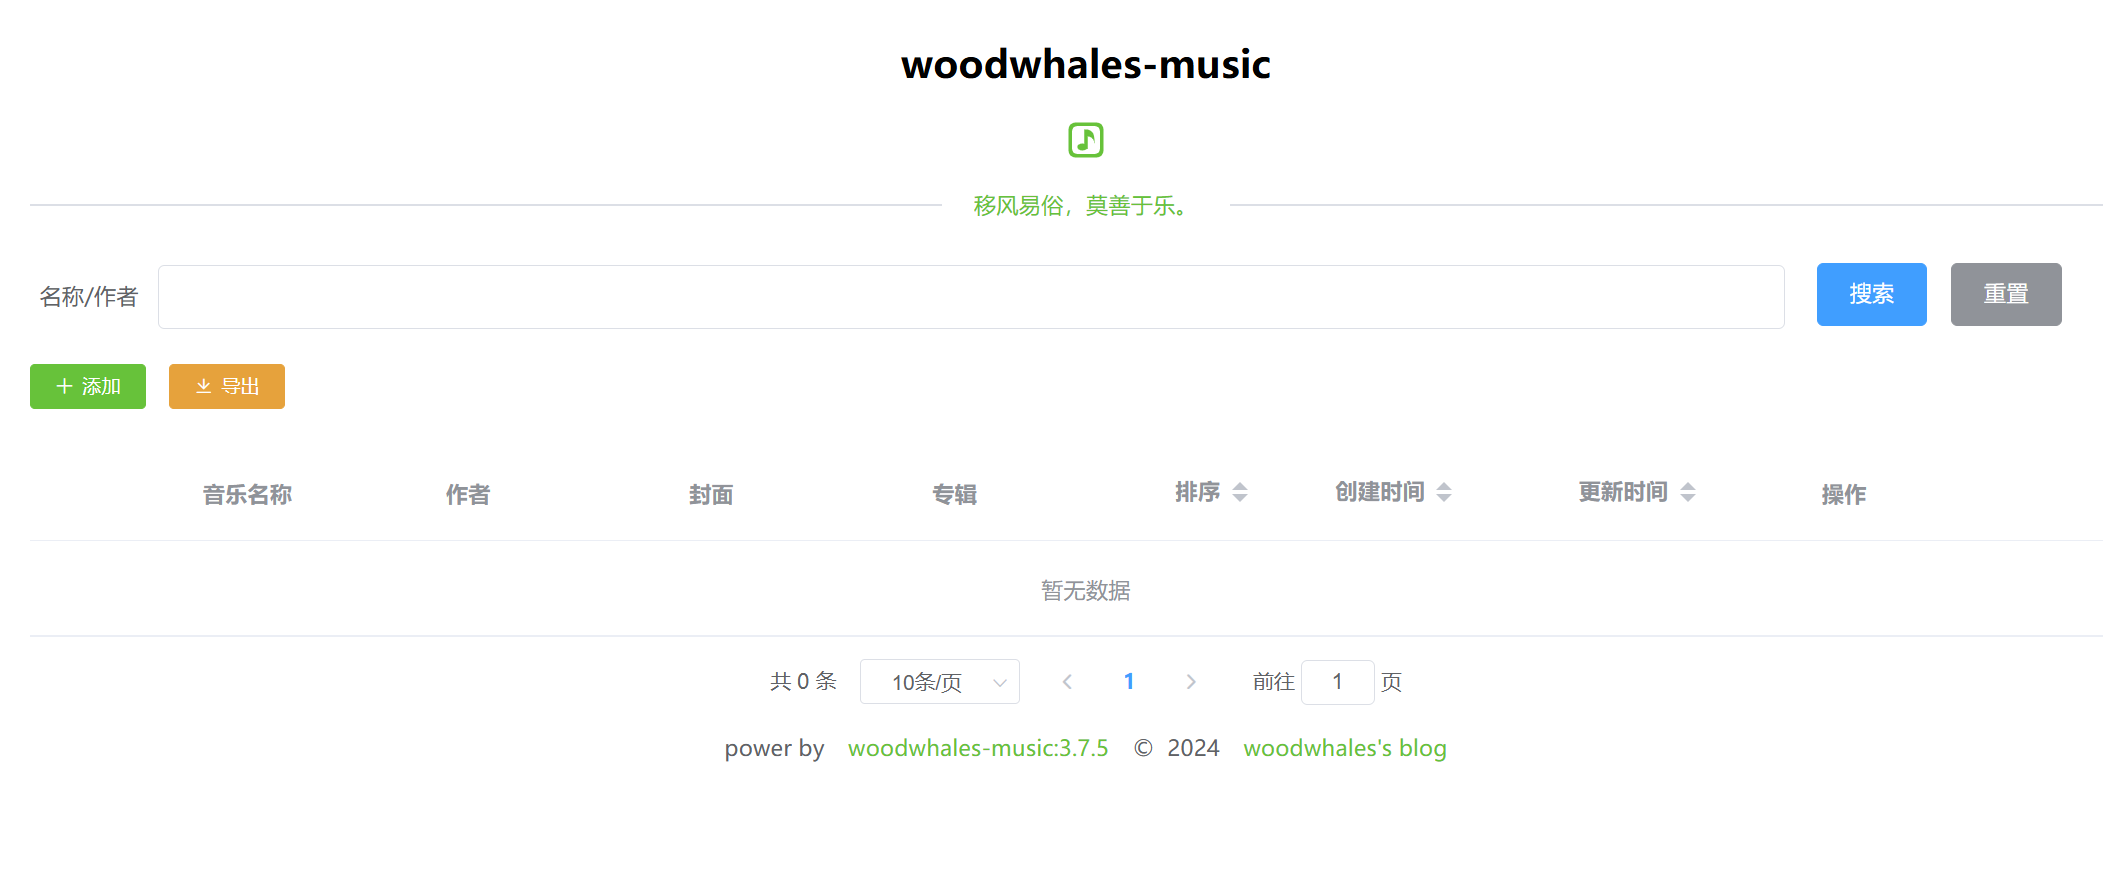 woodwhales-music
移风易俗，莫善于乐。
名称/作者 搜索 重置
添加 导出
音乐名称 作者 封面 专辑 排序 创建时间 更新时间 操作
暂无数据
共 0 条 10条/页 1 前往 1 页
power by woodwhales-music:3.7.5 © 2024 woodwhales's blog